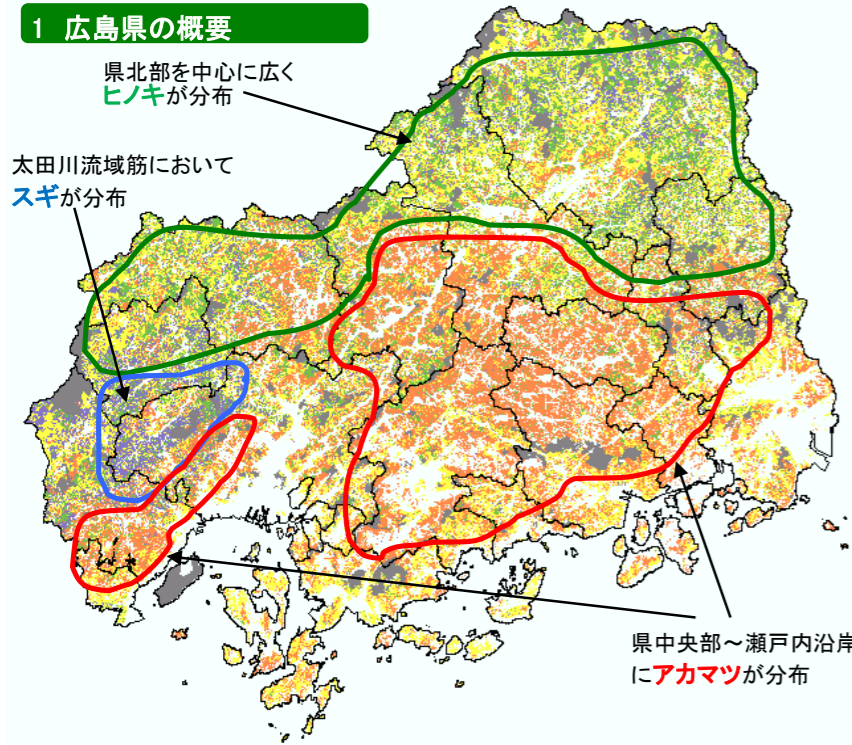 1 広島県の概要
県北部を中心に広く
ヒノキが分布
太田川流域筋において
スギが分布
県中央部～瀬戸内沿岸
にアカマツが分布